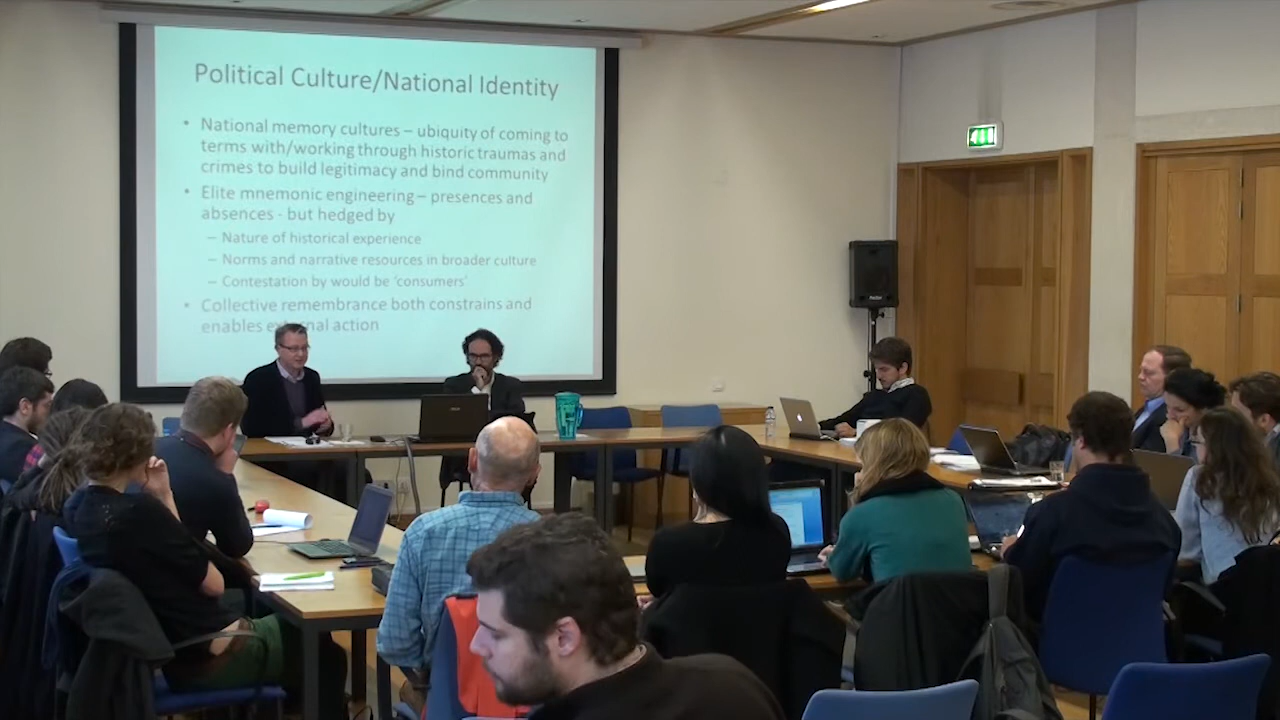 Political Culture/National Identity
• National memory cultures – ubiquity of coming to
terms with/working through historic traumas and
crimes to build legitimacy and bind community
• Elite mnemonic engineering – presences and
absences - but hedged by
– Nature of historical experience
– Norms and narrative resources in broader culture
– Contestation by would be ‘consumers’
• Collective remembrance both constrains and
enables external action